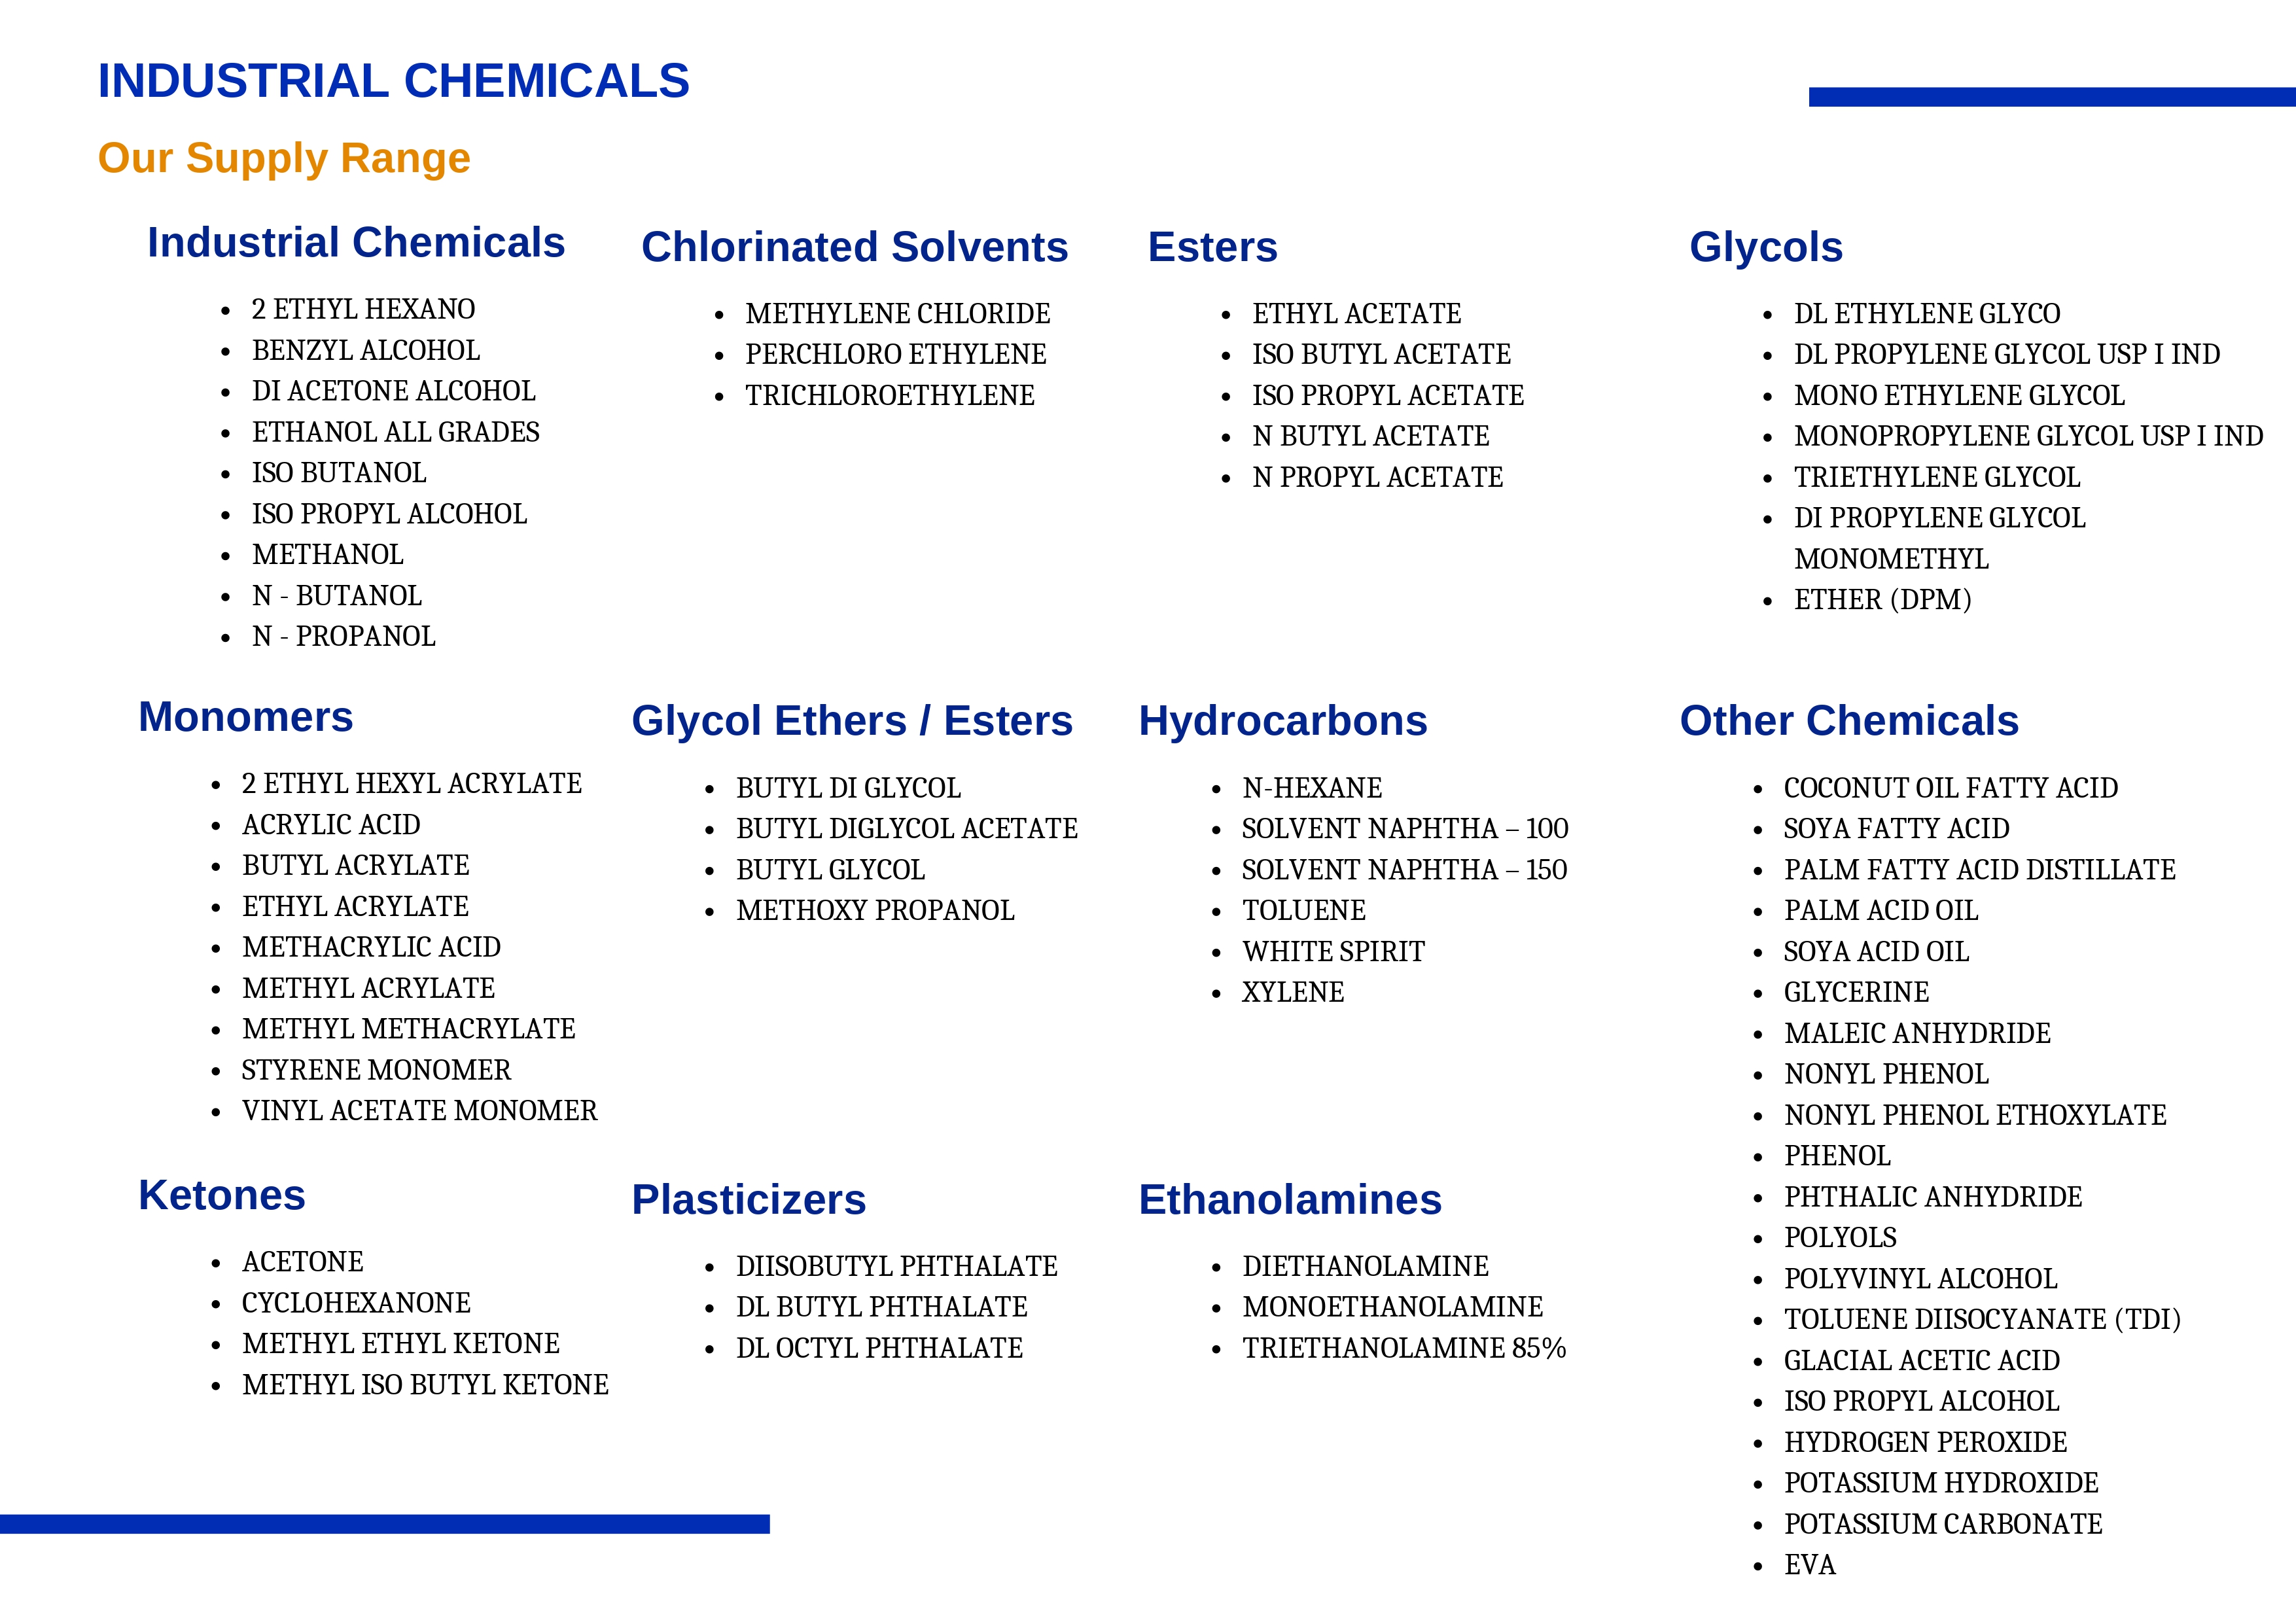 INDUSTRIAL CHEMICALS
Our Supply Range
Industrial Chemicals
• 2 ETHYL HEXANO
• BENZYL ALCOHOL
• DI ACETONE ALCOHOL
• ETHANOL ALL GRADES
• ISO BUTANOL
• ISO PROPYL ALCOHOL
• METHANOL
• N - BUTANOL
• N - PROPANOL
Chlorinated Solvents
• METHYLENE CHLORIDE
• PERCHLORO ETHYLENE
• TRICHLOROETHYLENE
Esters
• ETHYL ACETATE
• ISO BUTYL ACETATE
• ISO PROPYL ACETATE
• N BUTYL ACETATE
• N PROPYL ACETATE
Glycols
• DL ETHYLENE GLYCO
• DL PROPYLENE GLYCOL USP I IND
• MONO ETHYLENE GLYCOL
• MONOPROPYLENE GLYCOL USP I IND
• TRIETHYLENE GLYCOL
• DI PROPYLENE GLYCOL
MONOMETHYL
• ETHER (DPM)
Monomers
• 2 ETHYL HEXYL ACRYLATE
• ACRYLIC ACID
• BUTYL ACRYLATE
• ETHYL ACRYLATE
• METHACRYLIC ACID
• METHYL ACRYLATE
• METHYL METHACRYLATE
• STYRENE MONOMER
• VINYL ACETATE MONOMER
Glycol Ethers / Esters
• BUTYL DI GLYCOL
• BUTYL DIGLYCOL ACETATE
• BUTYL GLYCOL
• METHOXY PROPANOL
Hydrocarbons
• N-HEXANE
• SOLVENT NAPHTHA – 100
• SOLVENT NAPHTHA – 150
• TOLUENE
• WHITE SPIRIT
• XYLENE
Other Chemicals
• COCONUT OIL FATTY ACID
• SOYA FATTY ACID
• PALM FATTY ACID DISTILLATE
• PALM ACID OIL
• SOYA ACID OIL
• GLYCERINE
• MALEIC ANHYDRIDE
• NONYL PHENOL
• NONYL PHENOL ETHOXYLATE
• PHENOL
• PHTHALIC ANHYDRIDE
• POLYOLS
• POLYVINYL ALCOHOL
• TOLUENE DIISOCYANATE (TDI)
• GLACIAL ACETIC ACID
• ISO PROPYL ALCOHOL
• HYDROGEN PEROXIDE
• POTASSIUM HYDROXIDE
• POTASSIUM CARBONATE
• EVA
Ketones
• ACETONE
• CYCLOHEXANONE
• METHYL ETHYL KETONE
• METHYL ISO BUTYL KETONE
Plasticizers
• DIISOBUTYL PHTHALATE
• DL BUTYL PHTHALATE
• DL OCTYL PHTHALATE
Ethanolamines
• DIETHANOLAMINE
• MONOETHANOLAMINE
• TRIETHANOLAMINE 85%